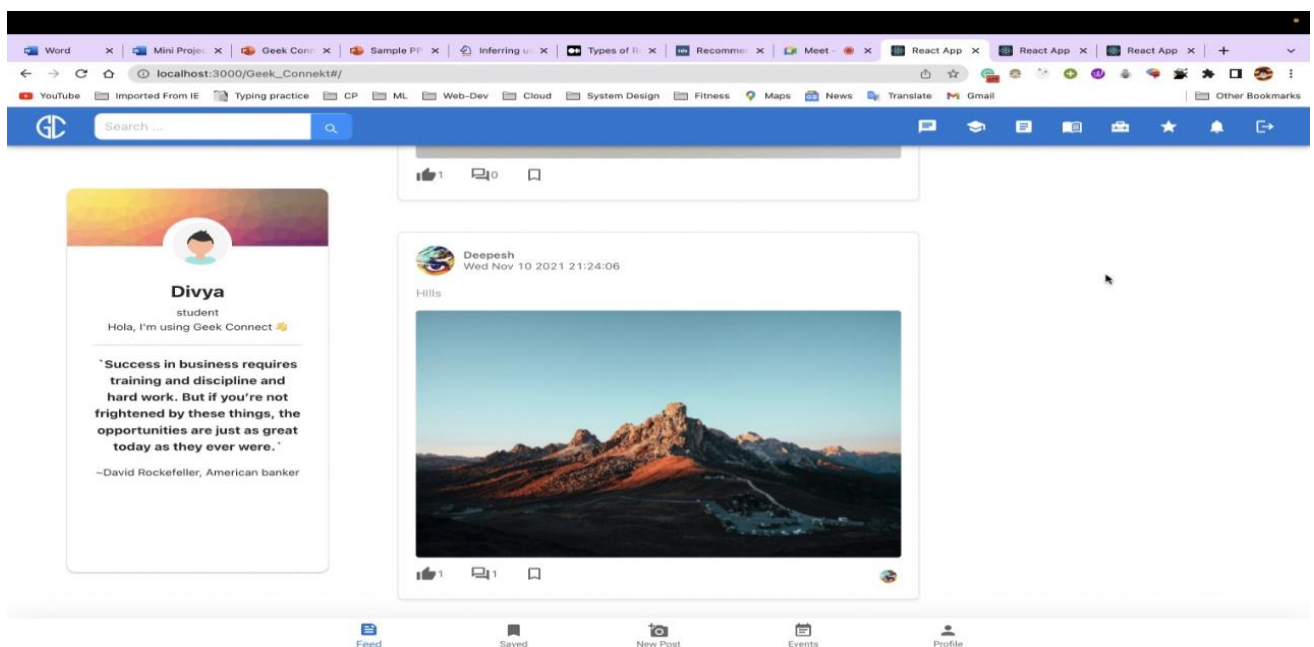 Word
Mini Projec
Geek Conn
Sample PP
Inferring u
Types of R
Recomme
Meet -
React App
React App
React App
localhost:3000/Geek_Connekt#/
YouTube
Imported From IE
Typing practice
CP
ML
Web-Dev
Cloud
System Design
Fitness
Maps
News
Translate
Gmail
Other Bookmarks
GC
Search ...
1
0
Divya
student
Hola, I'm using Geek Connect 👋
`Success in business requires
training and discipline and
hard work. But if you're not
frightened by these things, the
opportunities are just as great
today as they ever were.`
~David Rockefeller, American banker
Deepesh
Wed Nov 10 2021 21:24:06
HIlls
1
1
Feed
Saved
New Post
Events
Profile